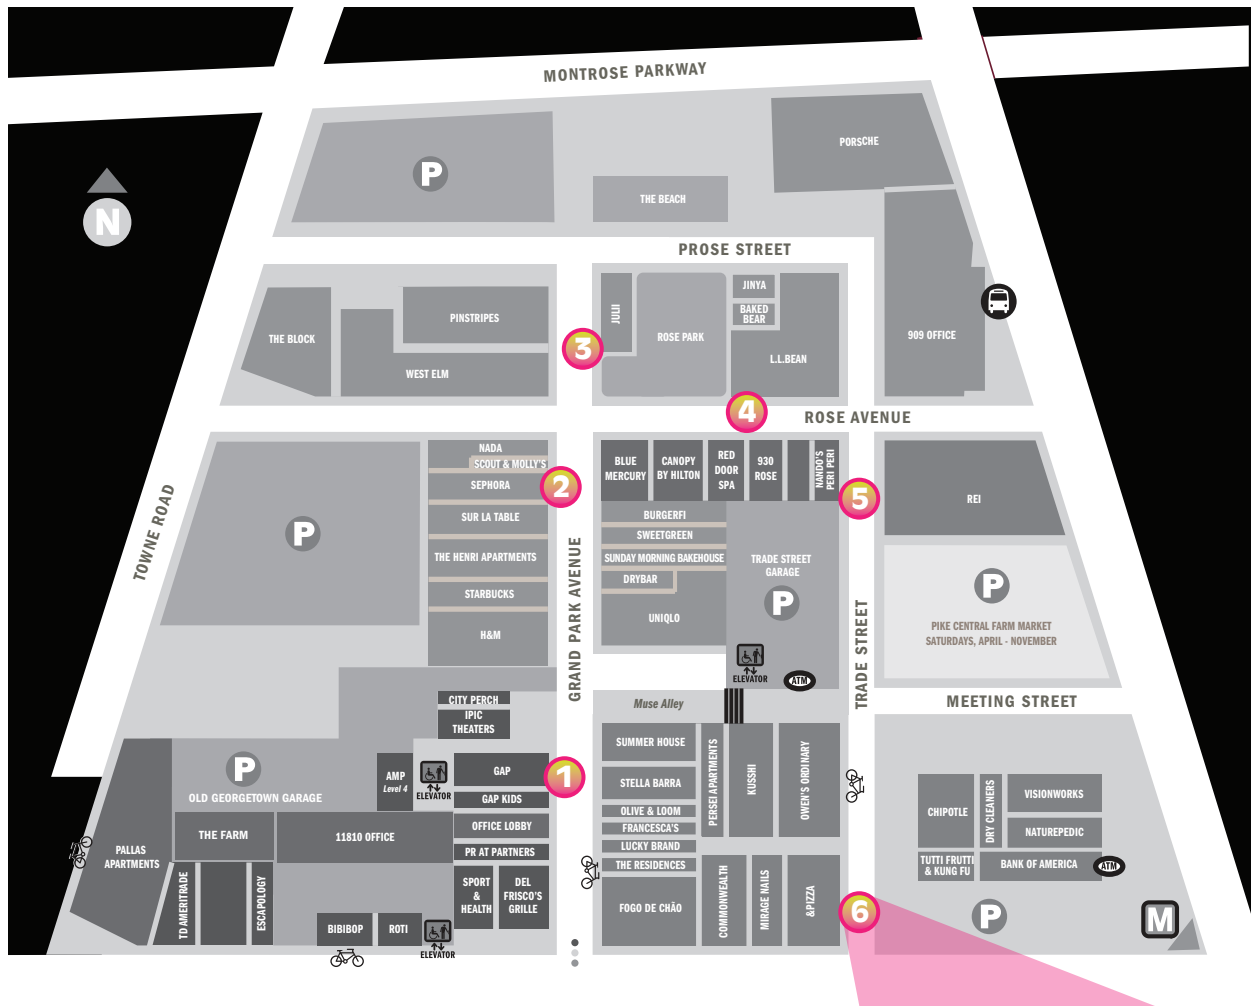 MONTROSE PARKWAY
PORSCHE
P
THE BEACH
N
PROSE STREET
JULII
JINYA
BAKED
BEAR
ROSE PARK
L.L.BEAN
909 OFFICE
THE BLOCK
PINSTRIPES
WEST ELM
3
4
ROSE AVENUE
NADA
SCOUT & MOLLY'S
SEPHORA
2
SUR LA TABLE
THE HENRI APARTMENTS
STARBUCKS
H&M
P
TOWNE ROAD
GRAND PARK AVENUE
BLUE
MERCURY
CANOPY
BY HILTON
RED
DOOR
SPA
930
ROSE
NANDO'S
PERI PERI
5
BURGERFI
SWEETGREEN
SUNDAY MORNING BAKEHOUSE
DRYBAR
UNIQLO
TRADE STREET
GARAGE
P
ELEVATOR
ATM
TRADE STREET
REI
P
PIKE CENTRAL FARM MARKET
SATURDAYS, APRIL - NOVEMBER
MEETING STREET
Muse Alley
CITY PERCH
IPIC
THEATERS
P
OLD GEORGETOWN GARAGE
AMP
Level 4
ELEVATOR
GAP
1
GAP KIDS
OFFICE LOBBY
PR AT PARTNERS
SPORT
&
HEALTH
DEL
FRISCO'S
GRILLE
PALLAS
APARTMENTS
THE FARM
11810 OFFICE
TD AMERITRADE
ESCAPOLOGY
BIBIBOP
ROTI
ELEVATOR
SUMMER HOUSE
STELLA BARRA
OLIVE & LOOM
FRANCESCA'S
LUCKY BRAND
THE RESIDENCES
FOGO DE CHÃO
PERSEI APARTMENTS
KUSSHI
OWEN'S ORDINARY
COMMONWEALTH
MIRAGE NAILS
&PIZZA
6
CHIPOTLE
DRY CLEANERS
VISIONWORKS
NATUREPEDIC
TUTTI FRUTTI
& KUNG FU
BANK OF AMERICA
ATM
P
M